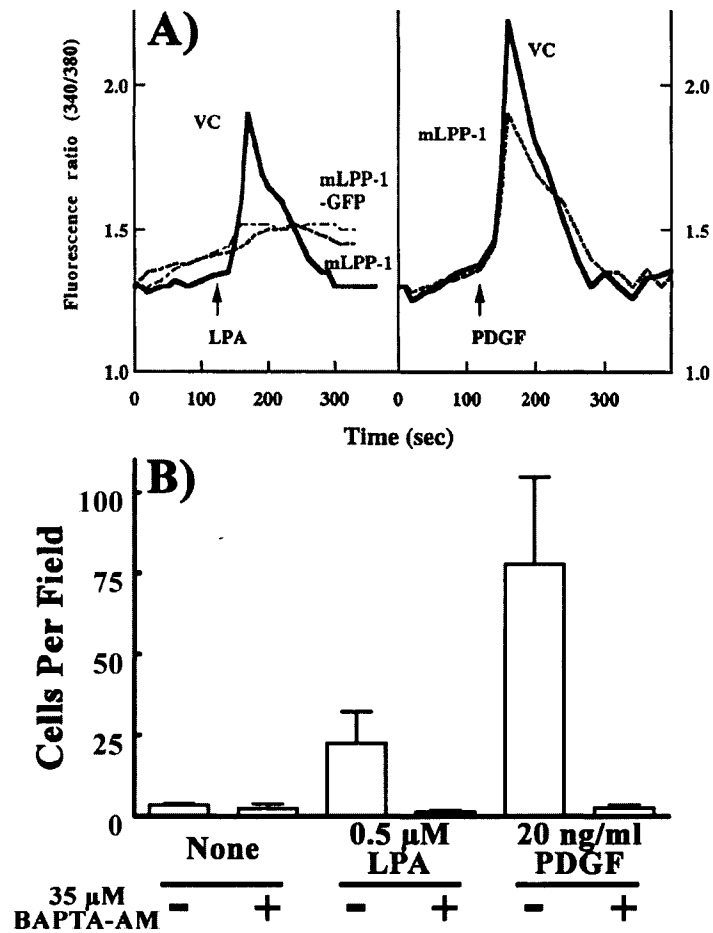 A)
Fluorescence ratio (340/380)
2.0
1.5
1.0
VC
mLPP-1
-GFP
mLPP-1
LPA
0 100 200 300
VC
mLPP-1
PDGF
2.0
1.5
1.0
0 100 200 300
Time (sec)
B)
Cells Per Field
100
75
50
25
0
None
0.5 µM
LPA
20 ng/ml
PDGF
35 µM
BAPTA-AM
- + - + - +